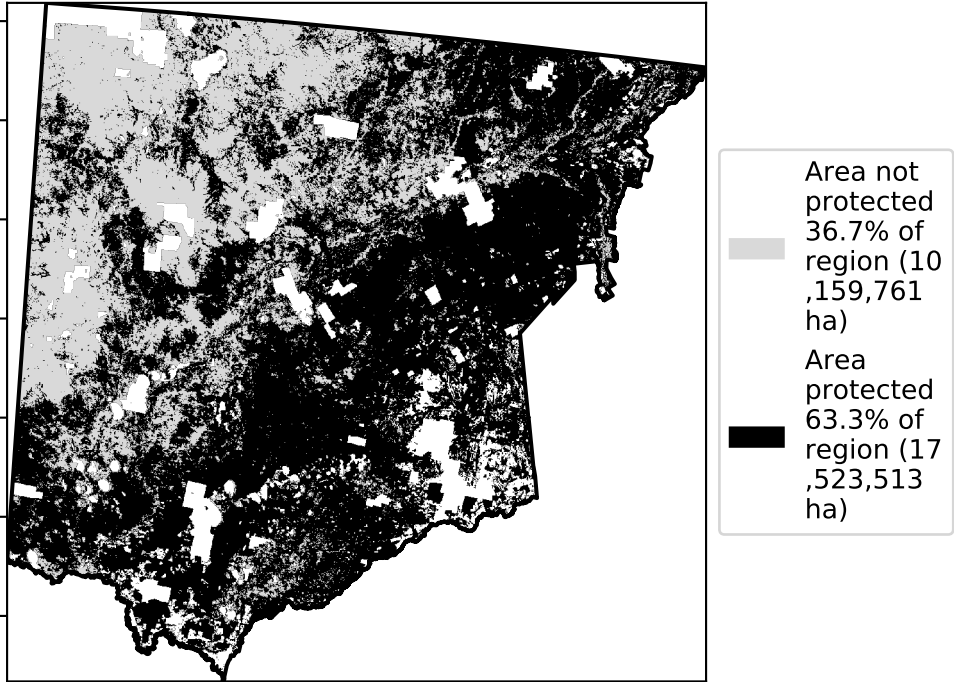 Area not
protected
36.7% of
region (10
,159,761
ha)
Area
protected
63.3% of
region (17
,523,513
ha)